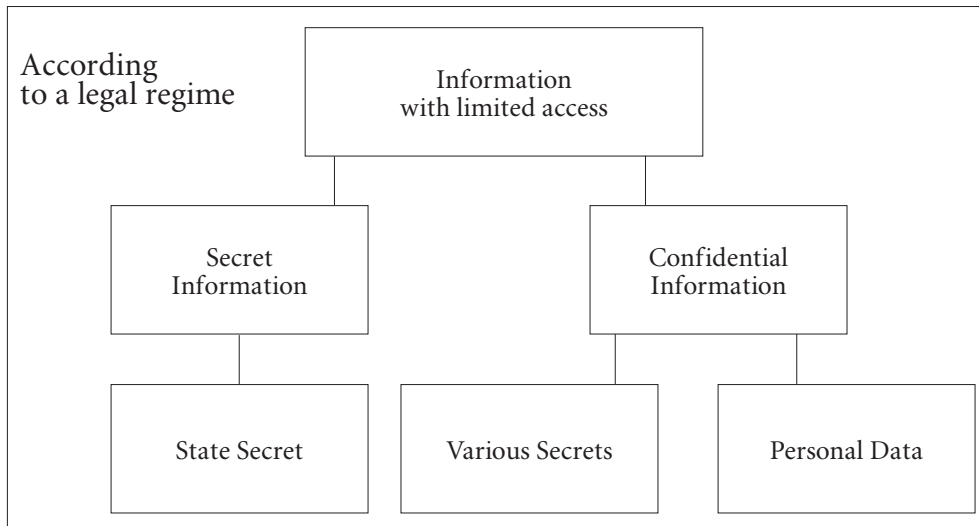 According
to a legal regime
Information
with limited access
Secret
Information
Confidential
Information
State Secret
Various Secrets
Personal Data